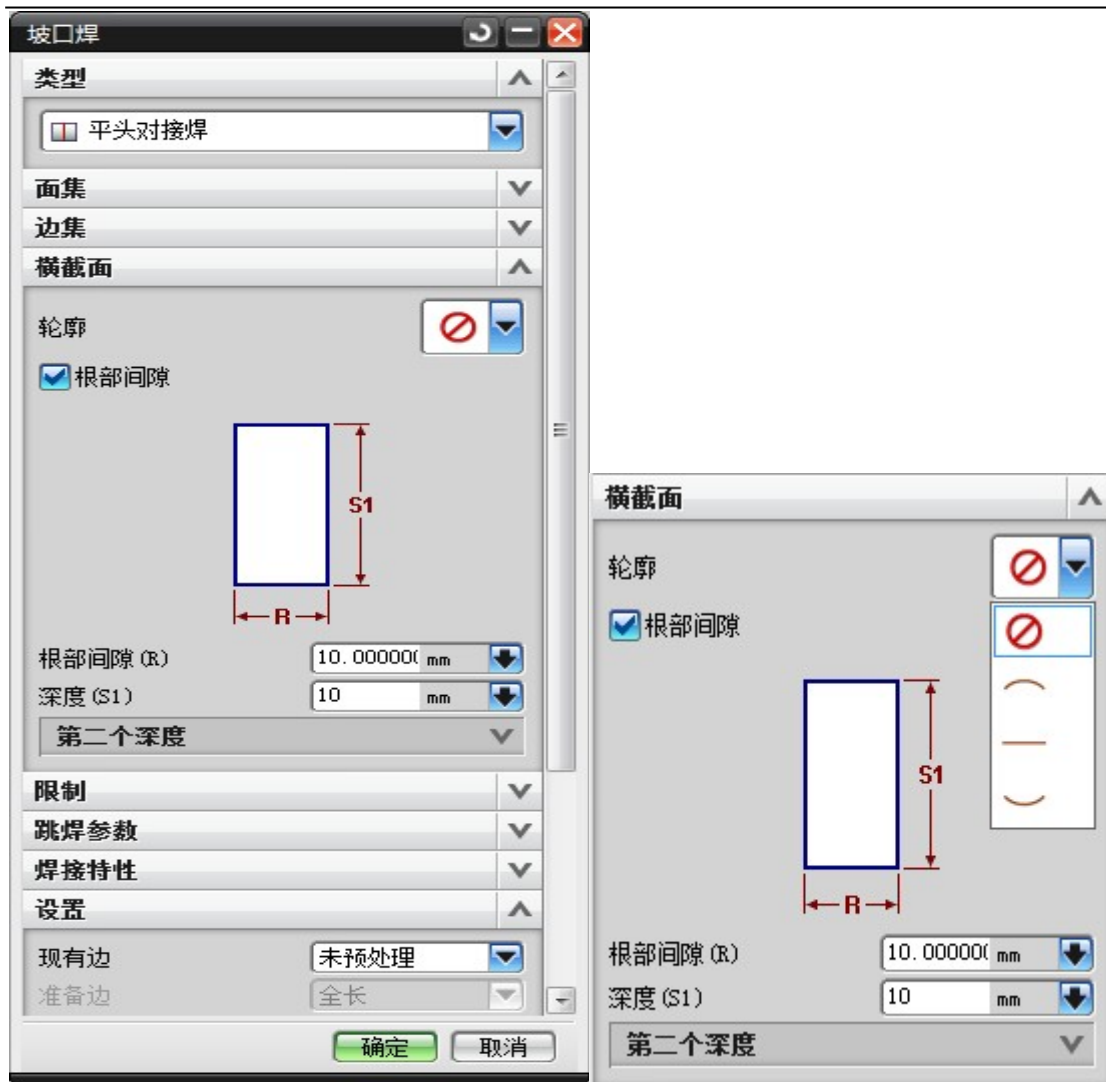 坡口焊
类型
平头对接焊
面集
边集
横截面
轮廓
根部间隙
S1
R
根部间隙(R) 10.000000 mm
深度(S1) 10 mm
第二个深度
限制
跳焊参数
焊接特性
设置
现有边 未预处理
准备边 全长
确定 取消
横截面
轮廓
根部间隙
S1
R
根部间隙(R) 10.000000 mm
深度(S1) 10 mm
第二个深度